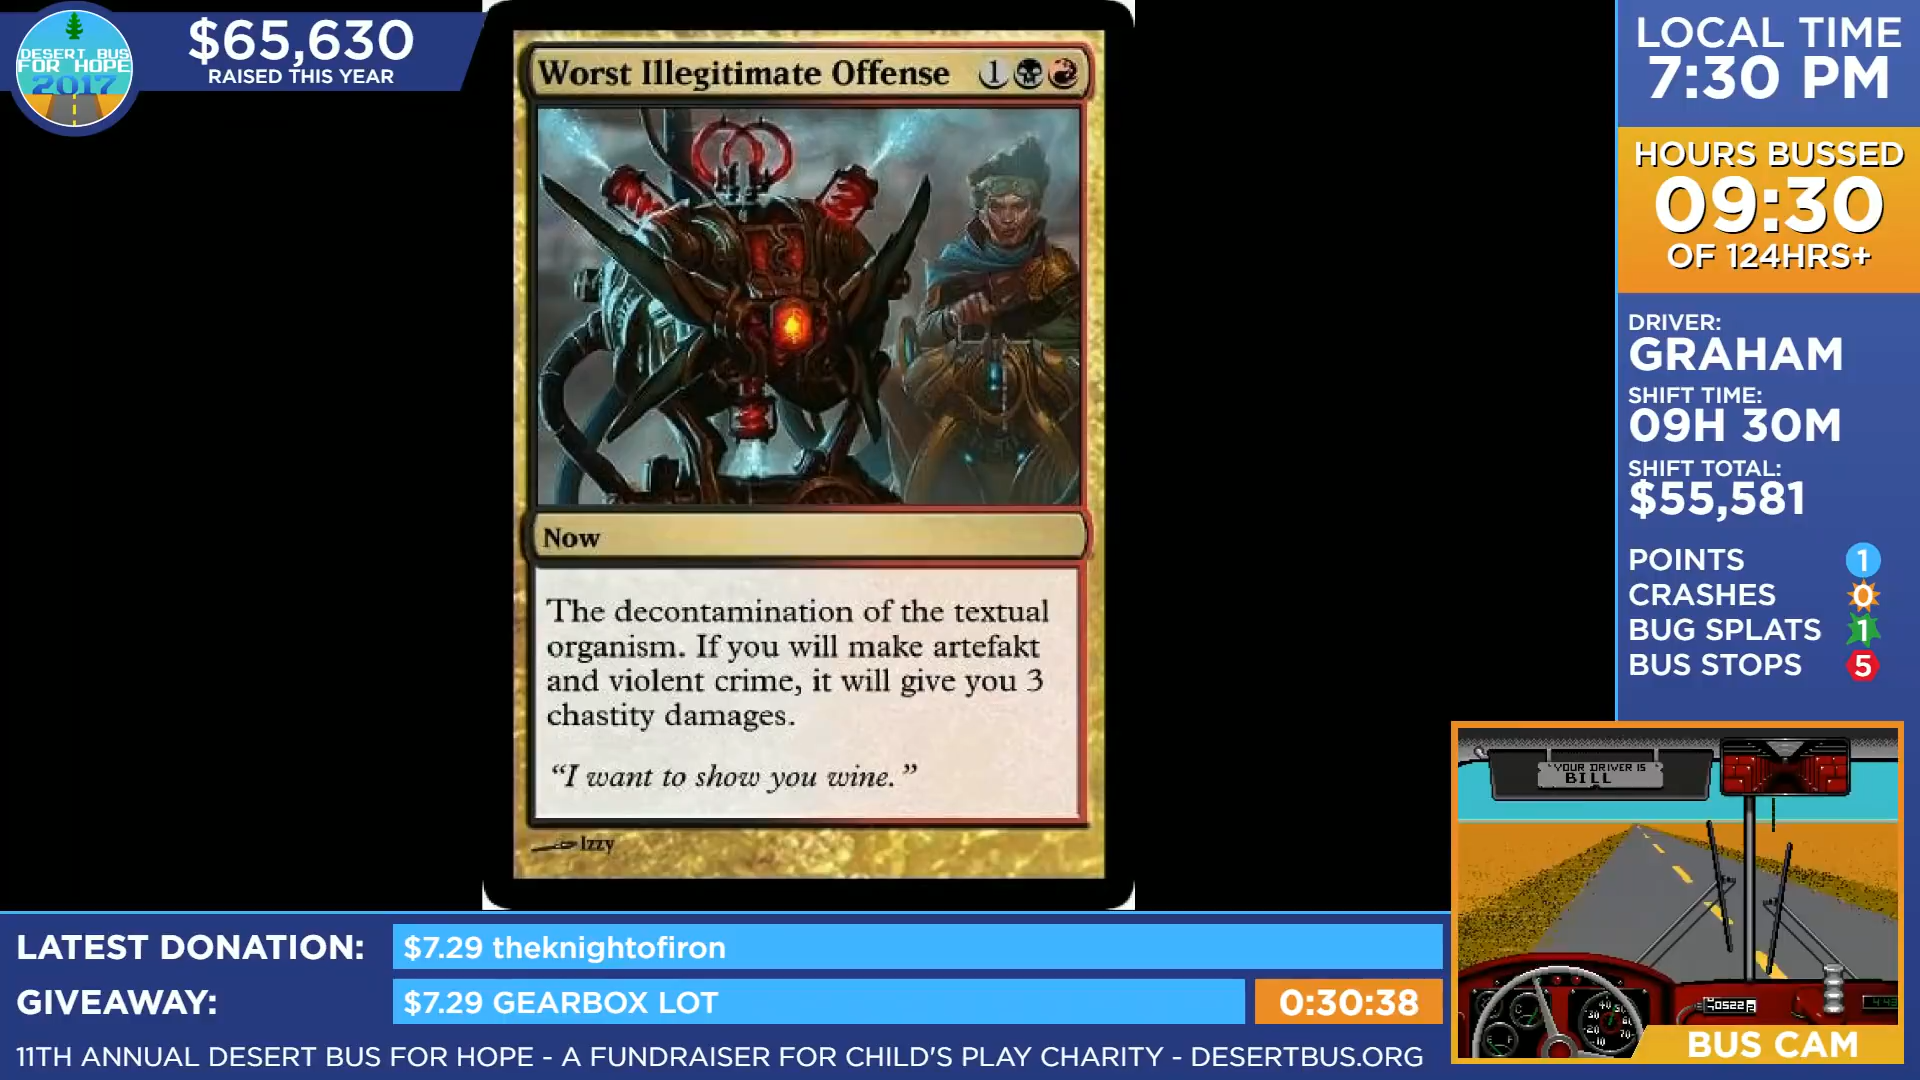 DESERT BUS
FOR HOPE
2017
$65,630
RAISED THIS YEAR
Worst Illegitimate Offense 1
Now
The decontamination of the textual
organism. If you will make artefakt
and violent crime, it will give you 3
chastity damages.
“I want to show you wine.”
Izzy
LOCAL TIME
7:30 PM
HOURS BUSSED
09:30
OF 124HRS+
DRIVER:
GRAHAM
SHIFT TIME:
09H 30M
SHIFT TOTAL:
$55,581
POINTS 1
CRASHES 0
BUG SPLATS 1
BUS STOPS 5
YOUR DRIVER IS
BILL
BUS CAM
LATEST DONATION: $7.29 theknightofiron
GIVEAWAY: $7.29 GEARBOX LOT 0:30:38
11TH ANNUAL DESERT BUS FOR HOPE - A FUNDRAISER FOR CHILD'S PLAY CHARITY - DESERTBUS.ORG